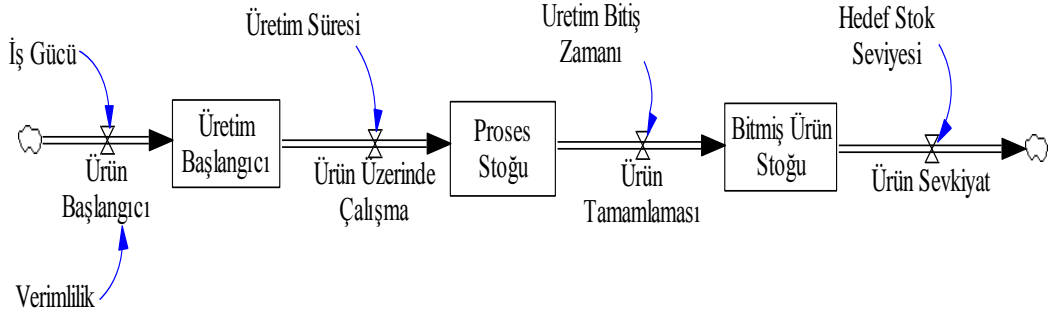 İş Gücü
Üretim Süresi
Uretim Bitiş
Zamanı
Hedef Stok
Seviyesi
Üretim
Başlangıcı
Proses
Stoğu
Bitmiş Ürün
Stoğu
Ürün
Başlangıcı
Ürün Üzerinde
Çalışma
Ürün
Tamamlaması
Ürün Sevkiyat
Verimlilik